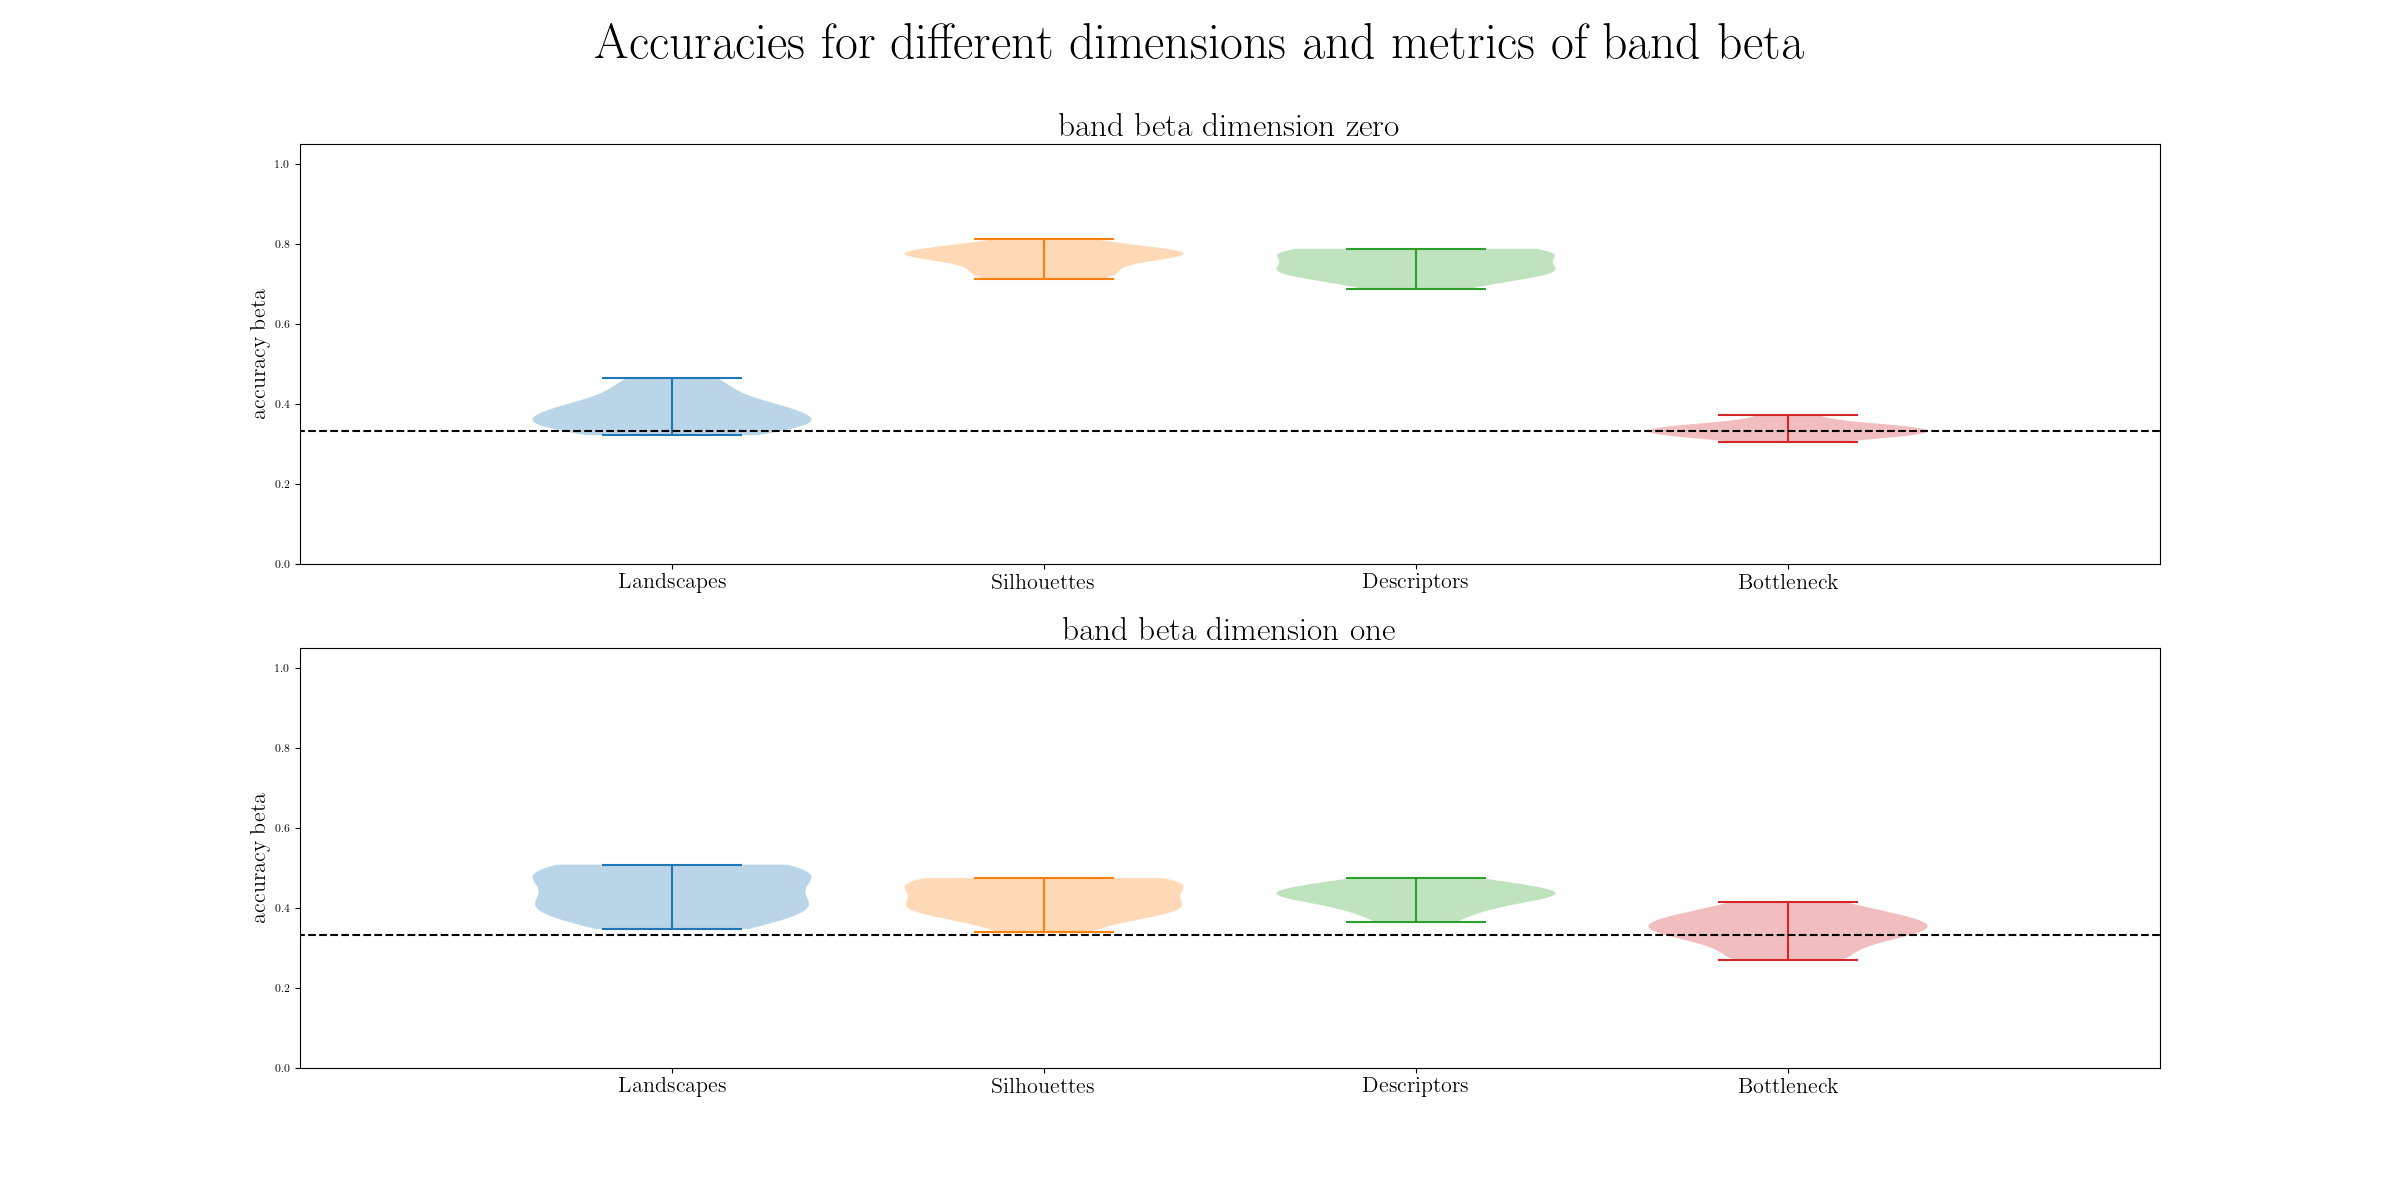 Accuracies for different dimensions and metrics of band beta
band beta dimension zero
accuracy beta
1.0
0.8
0.6
0.4
0.2
0.0
Landscapes Silhouettes Descriptors Bottleneck
band beta dimension one
accuracy beta
1.0
0.8
0.6
0.4
0.2
0.0
Landscapes Silhouettes Descriptors Bottleneck